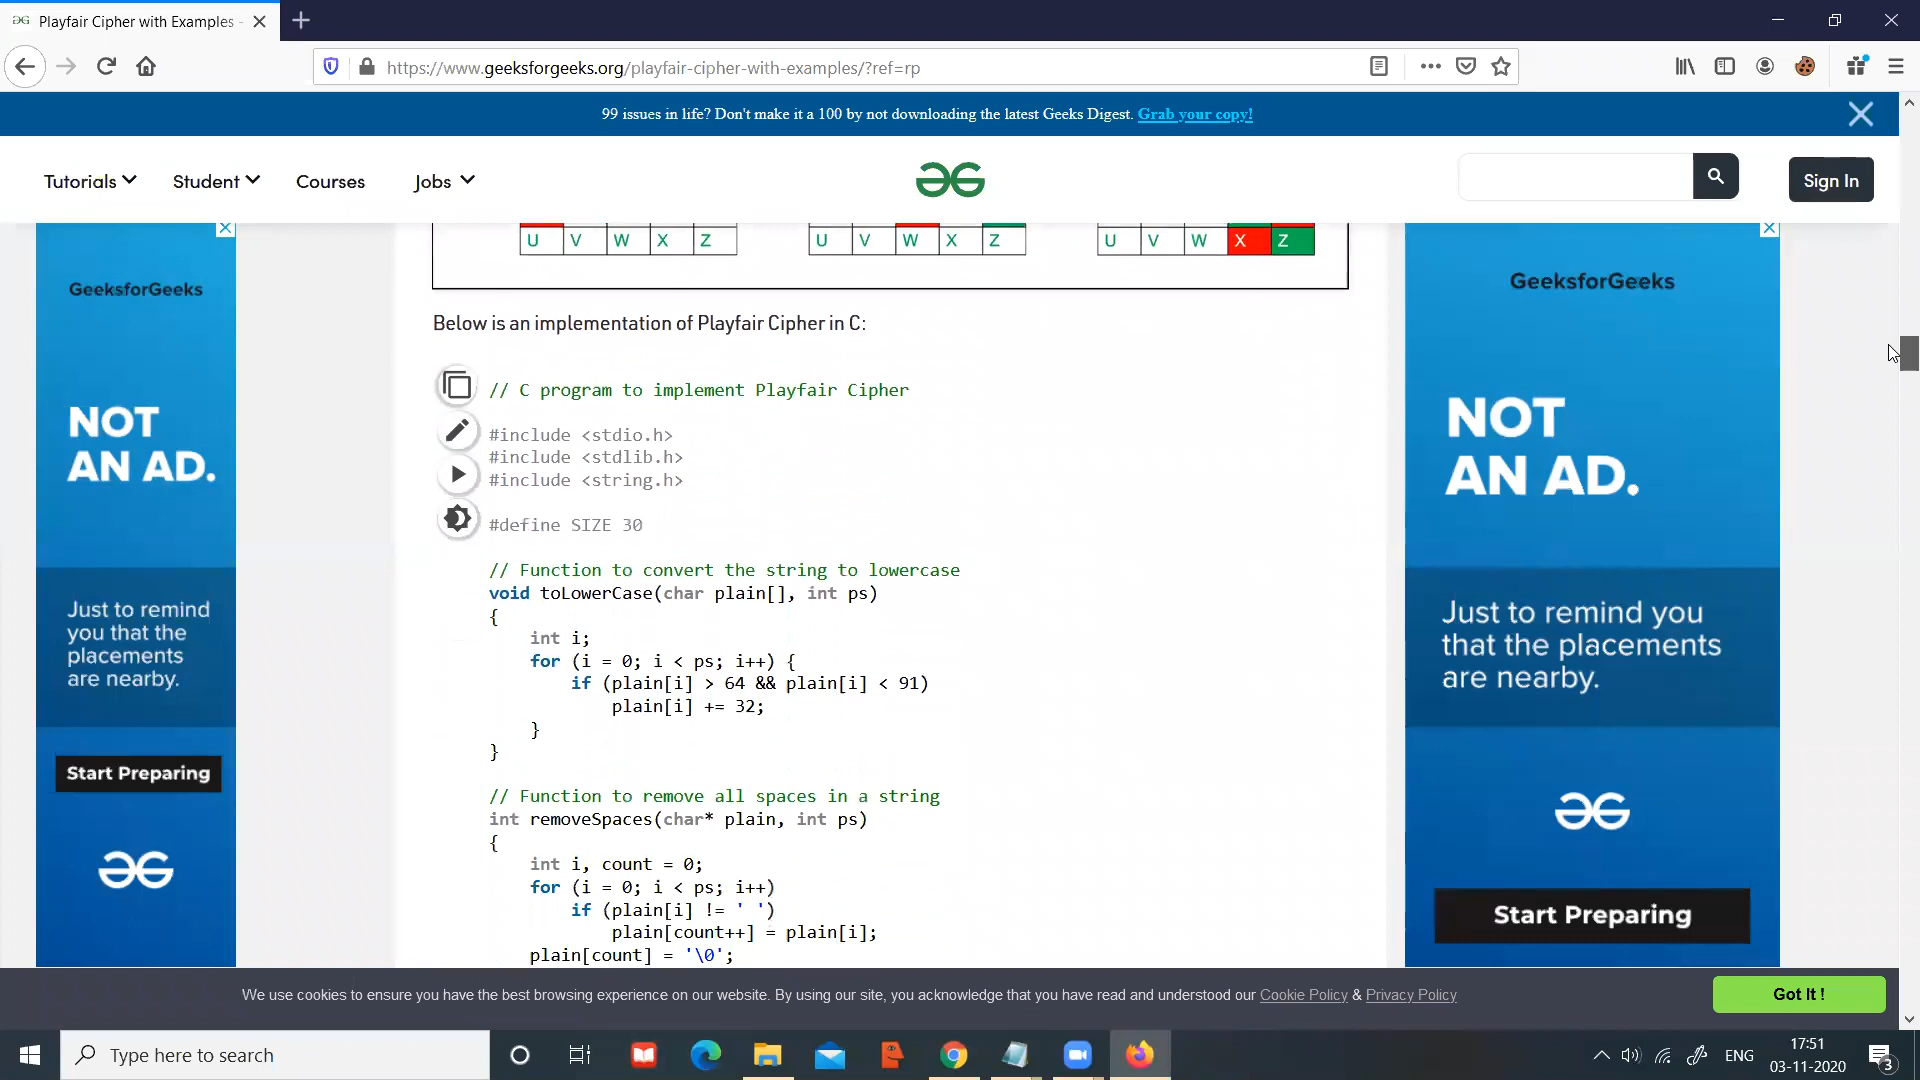 Playfair Cipher with Examples -
https://www.geeksforgeeks.org/playfair-cipher-with-examples/?ref=rp
99 issues in life? Don't make it a 100 by not downloading the latest Geeks Digest. Grab your copy!
Tutorials Student Courses Jobs Sign In
U V W X Z U V W X Z U V W X Z
GeeksforGeeks
NOT
AN AD.
Just to remind
you that the
placements
are nearby.
Start Preparing
Below is an implementation of Playfair Cipher in C:
// C program to implement Playfair Cipher
#include <stdio.h>
#include <stdlib.h>
#include <string.h>
#define SIZE 30
// Function to convert the string to lowercase
void toLowerCase(char plain[], int ps)
{
int i;
for (i = 0; i < ps; i++) {
if (plain[i] > 64 && plain[i] < 91)
plain[i] += 32;
}
}
// Function to remove all spaces in a string
int removeSpaces(char* plain, int ps)
{
int i, count = 0;
for (i = 0; i < ps; i++)
if (plain[i] != ' ')
plain[count++] = plain[i];
plain[count] = '\0';
GeeksforGeeks
NOT
AN AD.
Just to remind you
that the placements
are nearby.
Start Preparing
We use cookies to ensure you have the best browsing experience on our website. By using our site, you acknowledge that you have read and understood our Cookie Policy & Privacy Policy
Got It !
Type here to search
ENG
17:51
03-11-2020
3